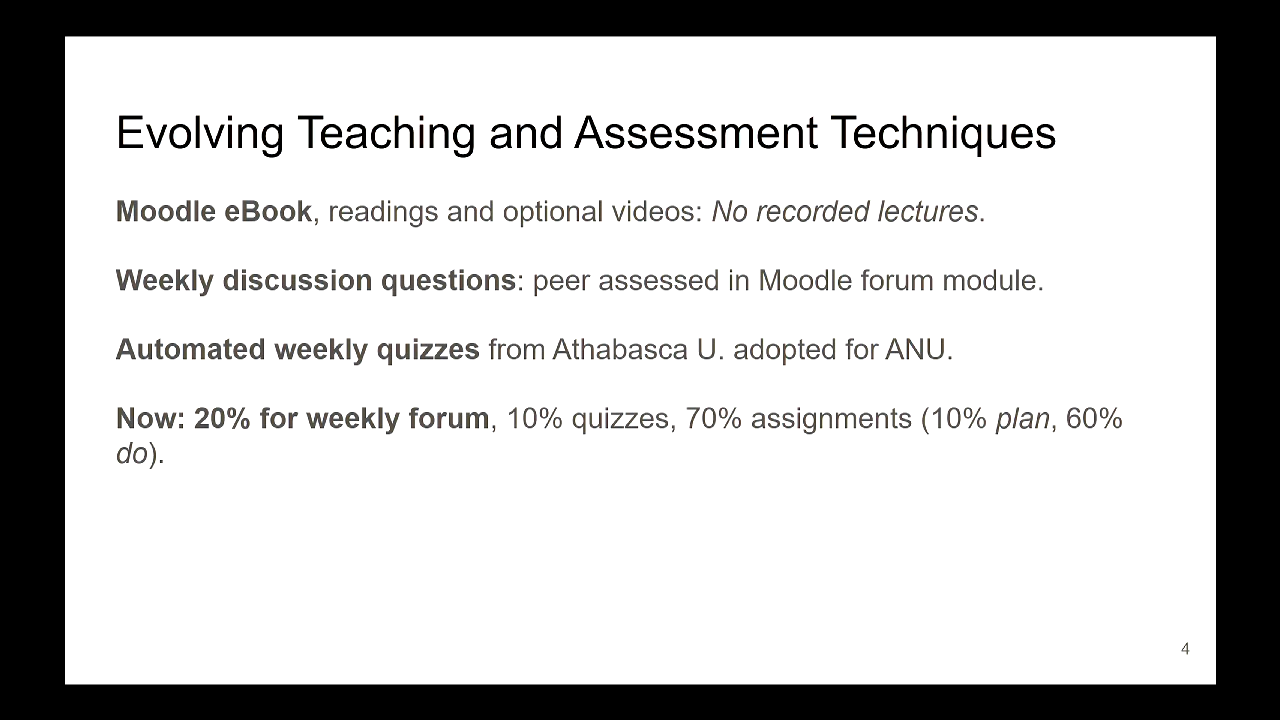 Evolving Teaching and Assessment Techniques
Moodle eBook, readings and optional videos: No recorded lectures.
Weekly discussion questions: peer assessed in Moodle forum module.
Automated weekly quizzes from Athabasca U. adopted for ANU.
Now: 20% for weekly forum, 10% quizzes, 70% assignments (10% plan, 60%
do).
4